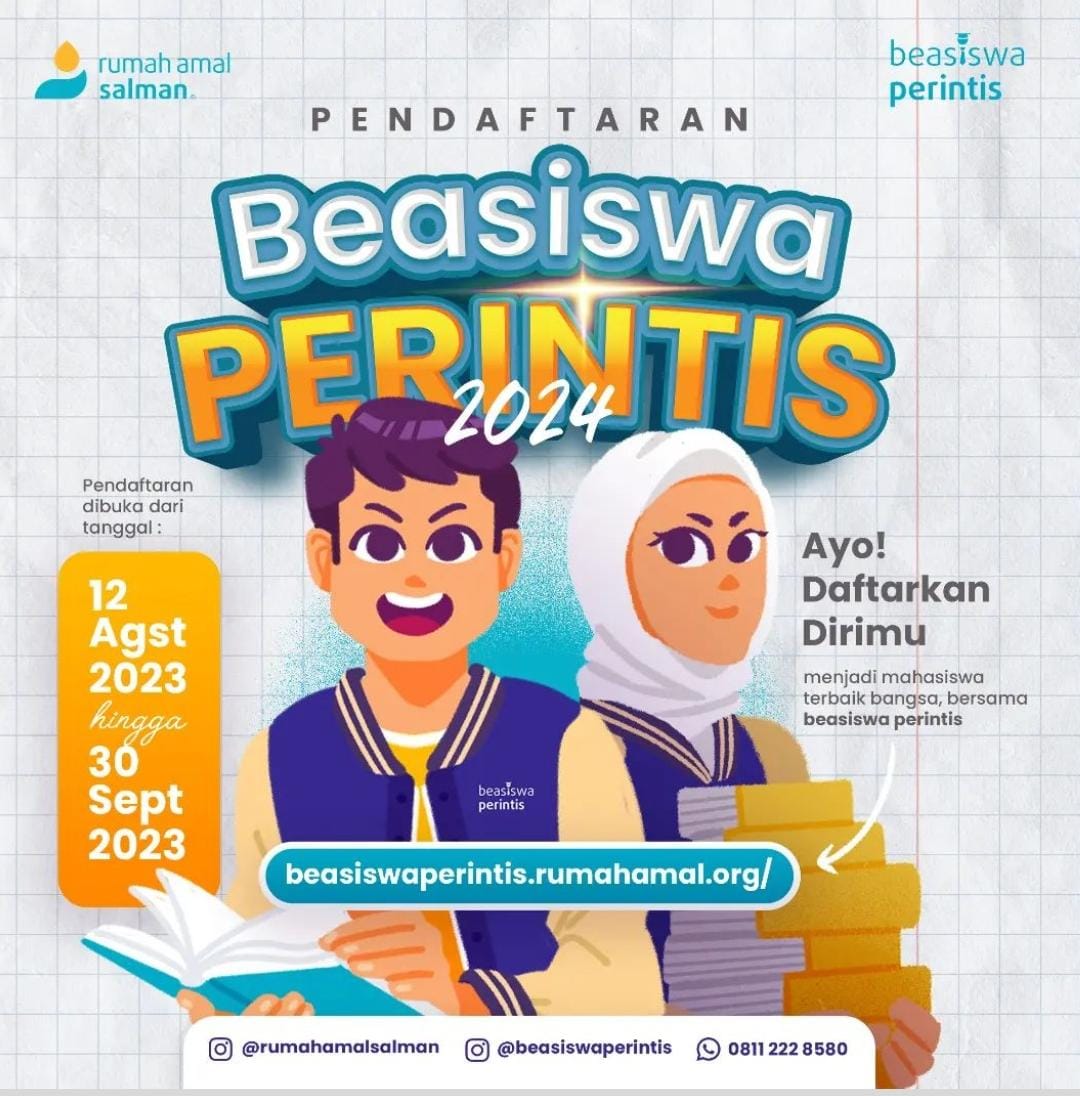 rumah amal
salman
beasiswa
perintis
PENDAFTARAN
Beasiswa
PERINTIS
2024
Pendaftaran
dibuka dari
tanggal :
12
Agst
2023
hingga
30
Sept
2023
Ayo!
Daftarkan
Dirimu
menjadi mahasiswa
terbaik bangsa, bersama
beasiswa perintis
beasiswa
perintis
beasiswaperintis.rumahamal.org/
@rumahamalsalman
@beasiswaperintis
0811 222 8580